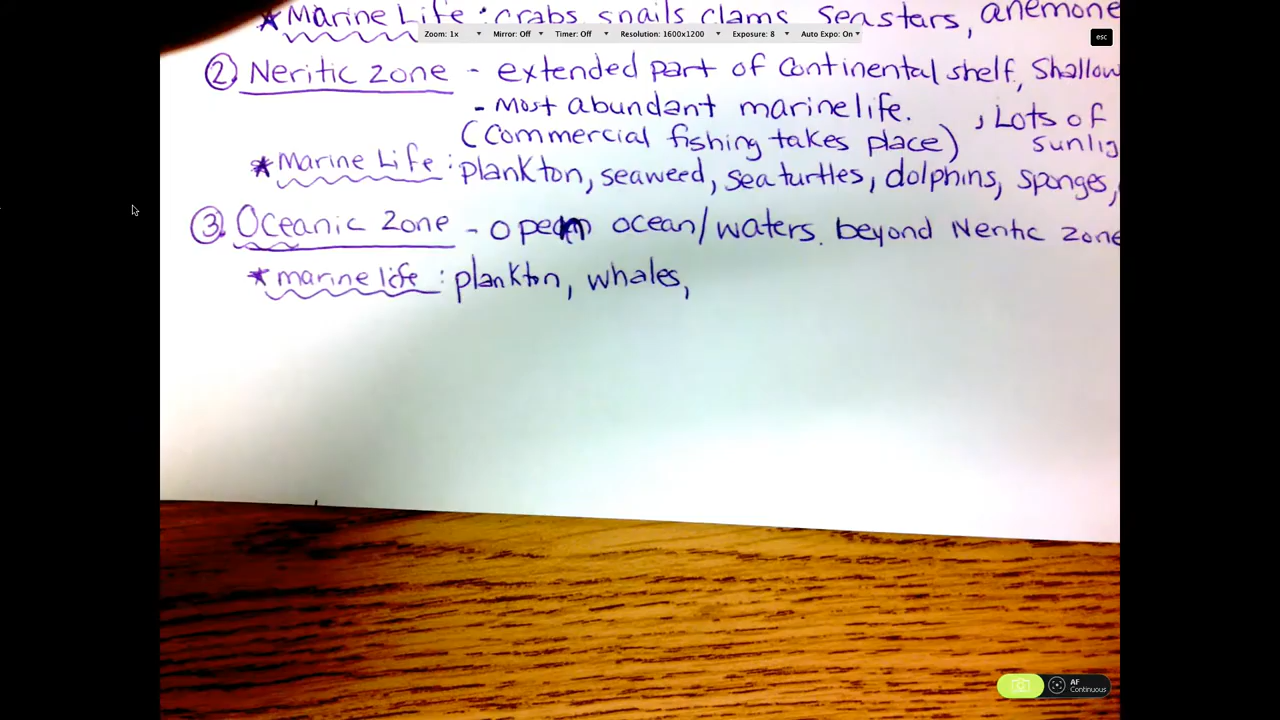 *Marine Life : crabs, snails clams, Seastars, anemone
Zoom: 1x Mirror: Off Timer: Off Resolution: 1600x1200 Exposure: 8 Auto Expo: On
esc
② Neritic Zone - extended part of Continental shelf, Shallow
- Most abundant marine life. , Lots of
(Commercial fishing takes place) sunlig
*Marine Life : plankton, seaweed, sea turtles, dolphins, sponges,
③ Oceanic Zone - open ocean/waters. beyond Neritic Zone
*marine life : plankton, whales,
AF
Continuous